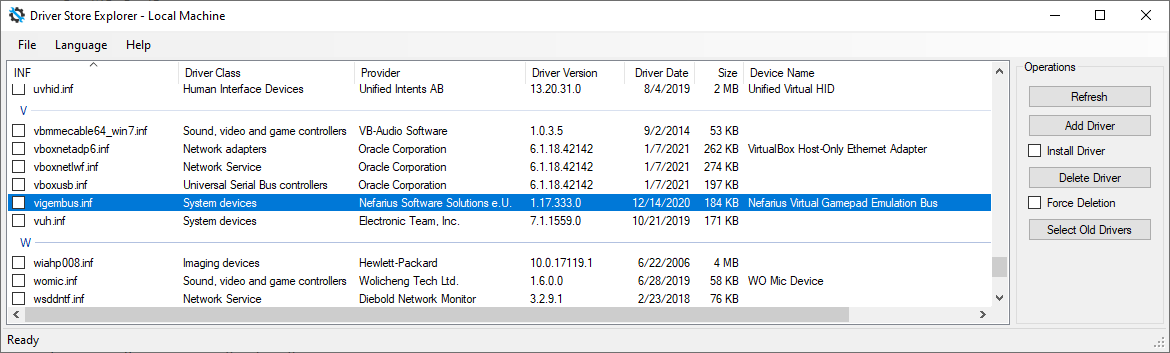 Driver Store Explorer - Local Machine
File Language Help
INF Driver Class Provider Driver Version Driver Date Size Device Name
uvhid.inf Human Interface Devices Unified Intents AB 13.20.31.0 8/4/2019 2 MB Unified Virtual HID
V
vbmmecable64_win7.inf Sound, video and game controllers VB-Audio Software 1.0.3.5 9/2/2014 53 KB
vboxnetadp6.inf Network adapters Oracle Corporation 6.1.18.42142 1/7/2021 262 KB VirtualBox Host-Only Ethernet Adapter
vboxnetlwf.inf Network Service Oracle Corporation 6.1.18.42142 1/7/2021 274 KB
vboxusb.inf Universal Serial Bus controllers Oracle Corporation 6.1.18.42142 1/7/2021 197 KB
vigembus.inf System devices Nefarius Software Solutions e.U. 1.17.333.0 12/14/2020 184 KB Nefarius Virtual Gamepad Emulation Bus
vuh.inf System devices Electronic Team, Inc. 7.1.1559.0 10/21/2019 171 KB
W
wiahp008.inf Imaging devices Hewlett-Packard 10.0.17119.1 6/22/2006 4 MB
womic.inf Sound, video and game controllers Wolicheng Tech Ltd. 1.6.0.0 6/28/2019 58 KB WO Mic Device
wsddntf.inf Network Service Diebold Network Monitor 3.2.9.1 2/23/2018 76 KB
Operations
Refresh
Add Driver
Install Driver
Delete Driver
Force Deletion
Select Old Drivers
Ready